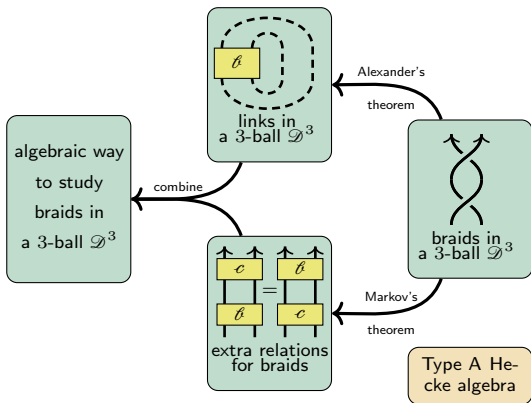 𝒷
links in
a 3-ball 𝒟³
Alexander's
theorem
algebraic way
to study
braids in
a 3-ball 𝒟³
combine
braids in
a 3-ball 𝒟³
𝒸 𝒷
=
𝒷 𝒸
extra relations
for braids
Markov's
theorem
Type A He-
cke algebra